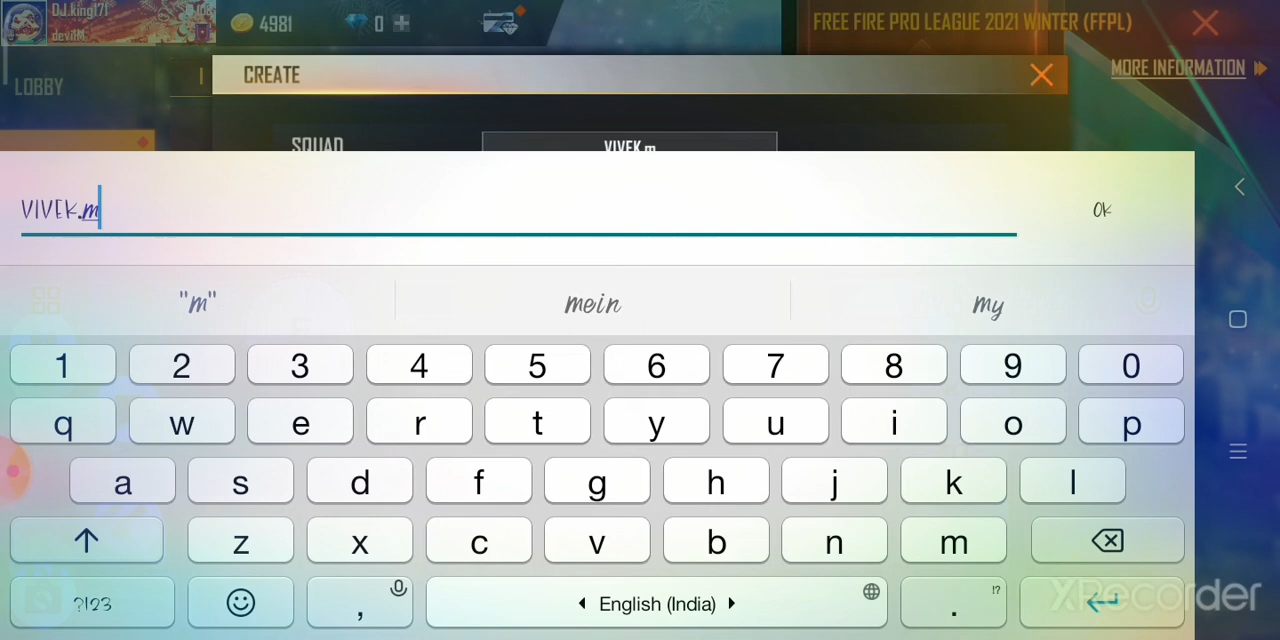 DJ.king171
devilM
4981
0
FREE FIRE PRO LEAGUE 2021 WINTER (FFPL)
LOBBY
CREATE
MORE INFORMATION
SQUAD
VIVEK.m
VIVEK.m
Ok
"m"
mein
my
1 2 3 4 5 6 7 8 9 0
q w e r t y u i o p
a s d f g h j k l
z x c v b n m
?123
,
English (India)
. !?
XRecorder